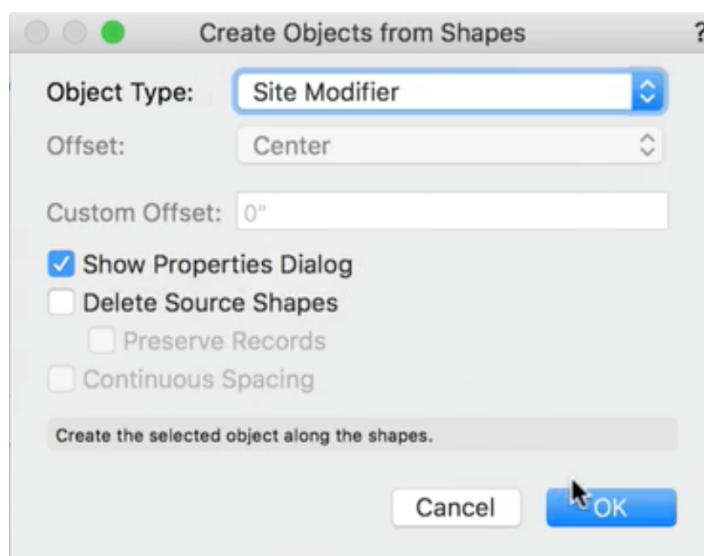 Create Objects from Shapes ?
Object Type: Site Modifier
Offset: Center
Custom Offset: 0"
Show Properties Dialog
Delete Source Shapes
Preserve Records
Continuous Spacing
Create the selected object along the shapes.
Cancel OK